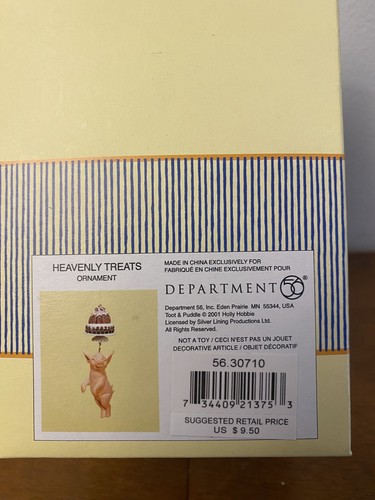 HEAVENLY TREATS
ORNAMENT
MADE IN CHINA EXCLUSIVELY FOR
FABRIQUÉ EN CHINE EXCLUSIVEMENT POUR
DEPARTMENT 56®
Department 56, Inc. Eden Prairie MN 55344, USA
Toot & Puddle © 2001 Holly Hobbie
Licensed by Silver Lining Productions Ltd.
All Rights Reserved.
NOT A TOY / CECI N'EST PAS UN JOUET
DECORATIVE ARTICLE / OBJET DÉCORATIF
56.30710
7 34409 21375 3
SUGGESTED RETAIL PRICE
US $ 9.50